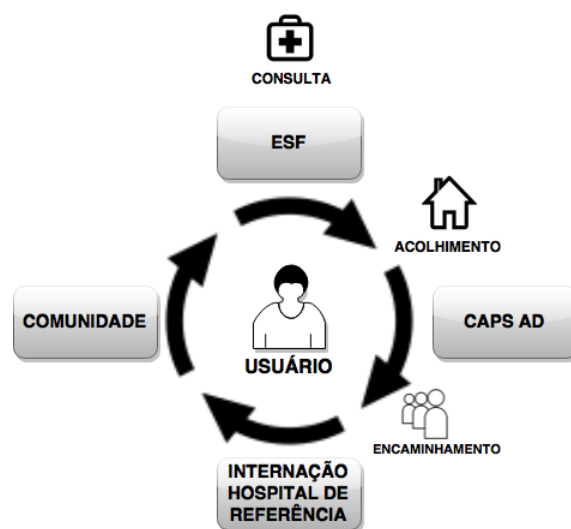 CONSULTA
ESF
ACOLHIMENTO
COMUNIDADE
CAPS AD
USUÁRIO
ENCAMINHAMENTO
INTERNAÇÃO
HOSPITAL DE
REFERÊNCIA